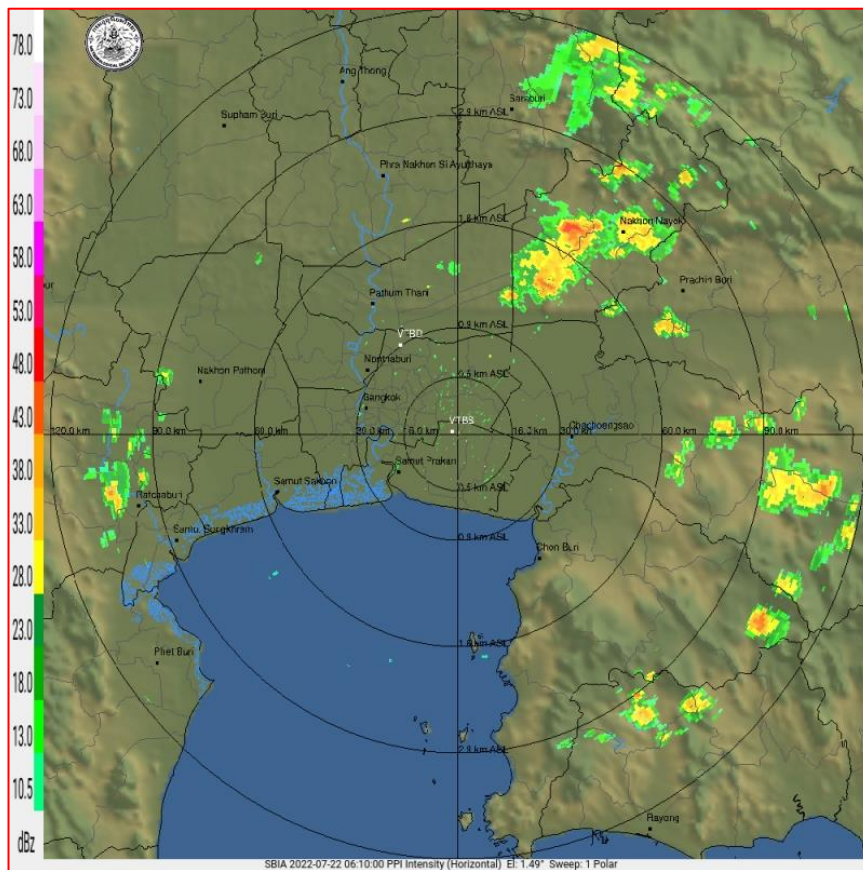 78.0
73.0
68.0
63.0
58.0
53.0
48.0
43.0
38.0
33.0
28.0
23.0
18.0
13.0
10.5
dBz
Ang Thong
Saraburi
Suphan Buri
2.9 km ASL
Phra Nakhon Si Ayutthaya
1.8 km ASL
Nakhon Nayok
Prachin Buri
Pathum Thani
0.9 km ASL
VTBD
Nonthaburi
0.5 km ASL
Nakhon Pathom
Bangkok
VTBS
Chachoengsao
120.0 km 90.0 km 60.0 km 30.0 km 16.0 km 16.0 km 30.0 km 60.0 km 90.0 km
Samut Prakan
0.5 km ASL
Samut Sakhon
Ratchaburi
Samut Songkhram
0.9 km ASL
Chon Buri
1.8 km ASL
Phet Buri
2.9 km ASL
Rayong
SBIA 2022-07-22 06:10:00 PPI Intensity (Horizontal) El: 1.49° Sweep: 1 Polar